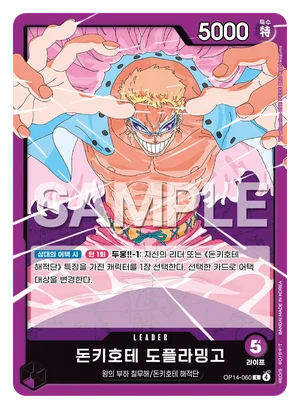 5000
특수
特
SAMPLE
상대의 어택 시 턴 1회 두웅!!-1: 자신의 리더 또는 《돈키호테
해적단》 특징을 가진 캐릭터를 1장 선택한다. 선택한 카드로 어택
대상을 변경한다.
LEADER
돈키호테 도플라밍고
5
라이프
왕의 부하 칠무해/돈키호테 해적단
OP14-060 L